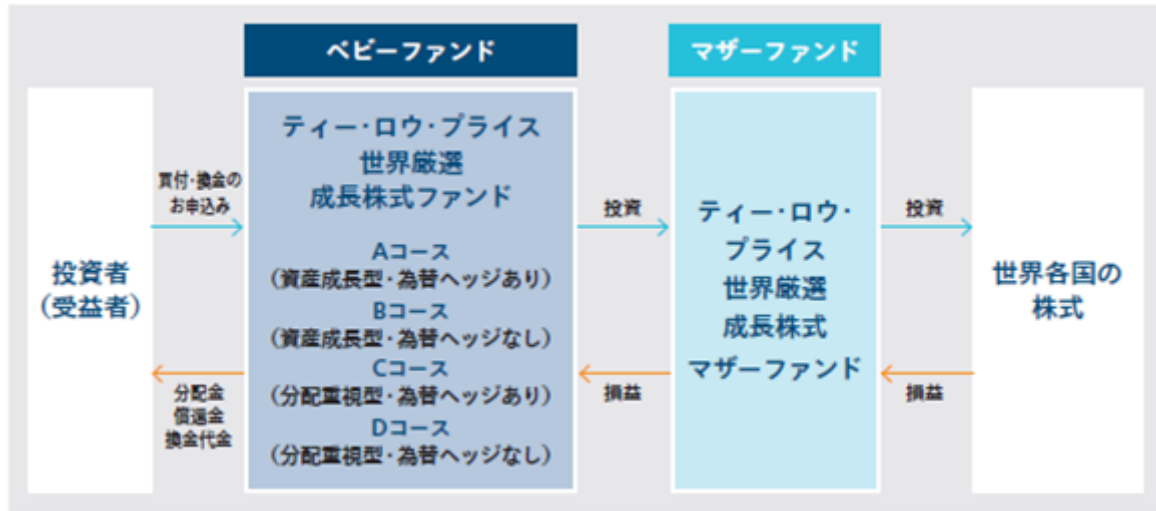 ベビーファンド
マザーファンド
投資者
（受益者）
買付･換金の
お申込み
分配金
償還金
換金代金
ティー･ロウ･プライス
世界厳選
成長株式ファンド
Aコース
（資産成長型･為替ヘッジあり）
Bコース
（資産成長型･為替ヘッジなし）
Cコース
（分配重視型･為替ヘッジあり）
Dコース
（分配重視型･為替ヘッジなし）
投資
損益
ティー･ロウ･
プライス
世界厳選
成長株式
マザーファンド
投資
損益
世界各国の
株式